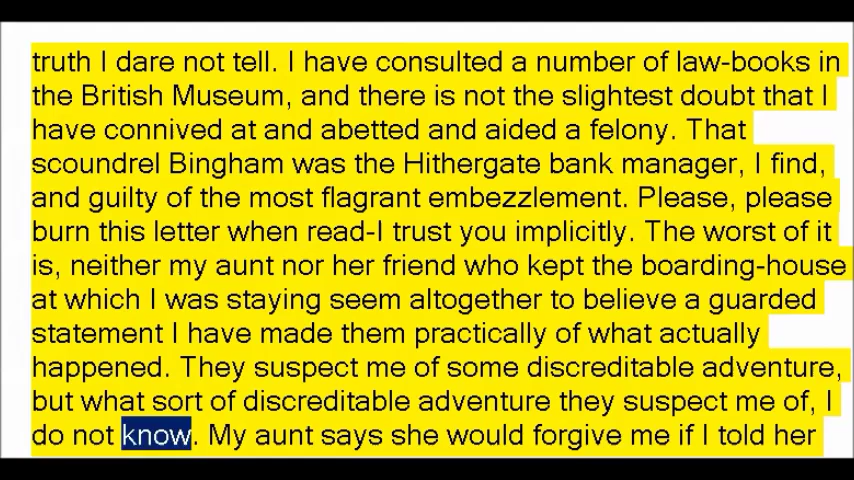 truth I dare not tell. I have consulted a number of law-books in
the British Museum, and there is not the slightest doubt that I
have connived at and abetted and aided a felony. That
scoundrel Bingham was the Hithergate bank manager, I find,
and guilty of the most flagrant embezzlement. Please, please
burn this letter when read-I trust you implicitly. The worst of it
is, neither my aunt nor her friend who kept the boarding-house
at which I was staying seem altogether to believe a guarded
statement I have made them practically of what actually
happened. They suspect me of some discreditable adventure,
but what sort of discreditable adventure they suspect me of, I
do not know. My aunt says she would forgive me if I told her